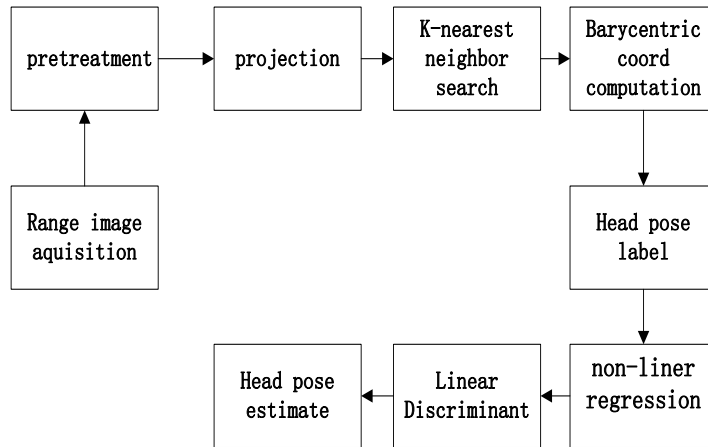 pretreatment
projection
K-nearest
neighbor
search
Barycentric
coord
computation
Range image
aquisition
Head pose
label
Head pose
estimate
Linear
Discriminant
non-liner
regression